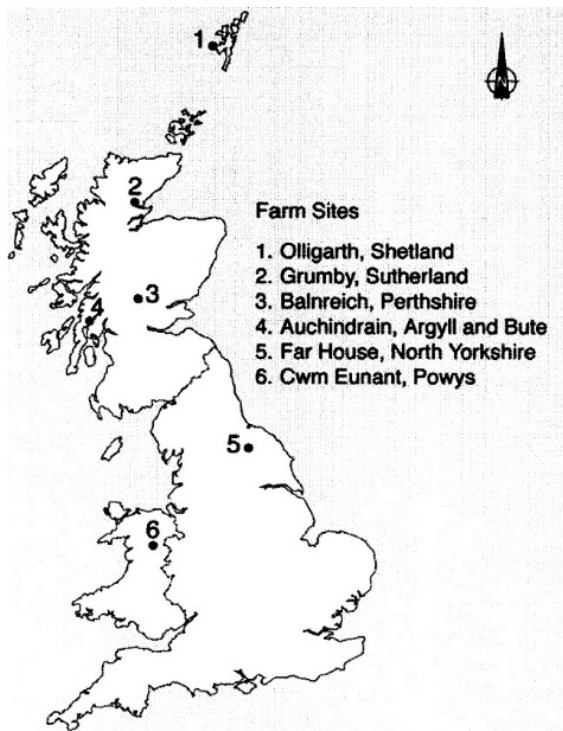 1
2
3
4
5
6
N
Farm Sites
1. Olligarth, Shetland
2. Grumby, Sutherland
3. Balnreich, Perthshire
4. Auchindrain, Argyll and Bute
5. Far House, North Yorkshire
6. Cwm Eunant, Powys